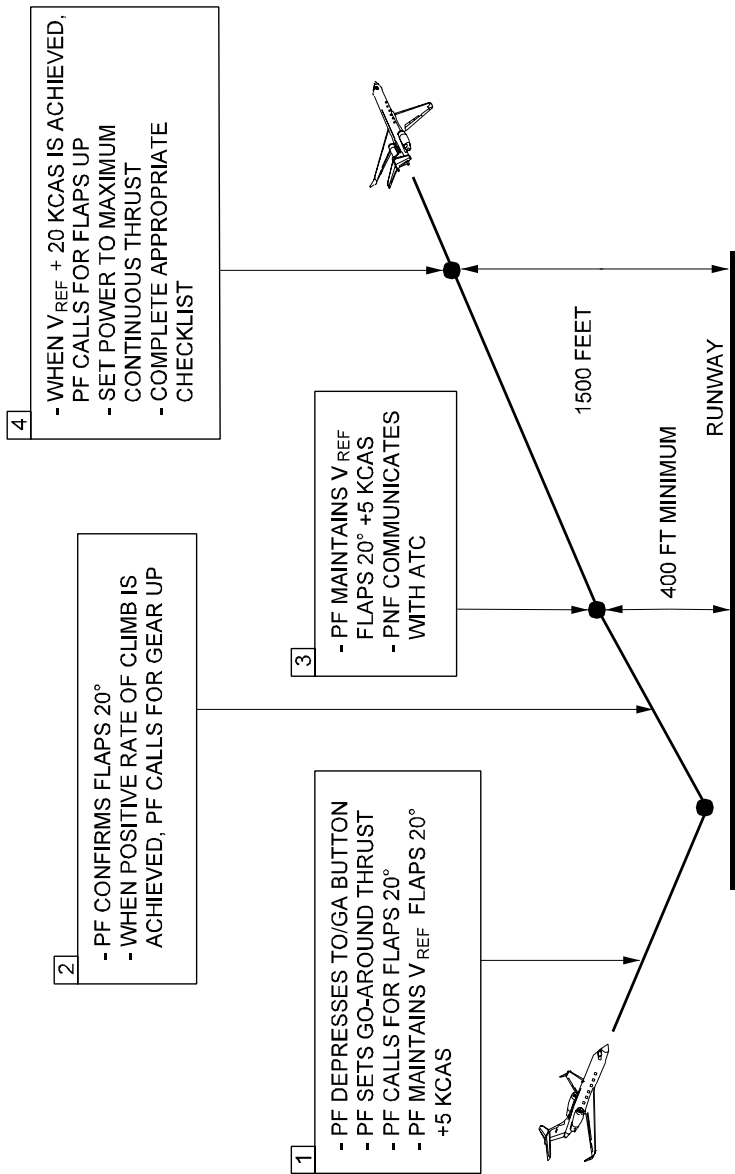 1
- PF DEPRESSES TO/GA BUTTON
- PF SETS GO-AROUND THRUST
- PF CALLS FOR FLAPS 20°
- PF MAINTAINS VREF FLAPS 20°
+5 KCAS
2
- PF CONFIRMS FLAPS 20°
- WHEN POSITIVE RATE OF CLIMB IS
ACHIEVED, PF CALLS FOR GEAR UP
3
- PF MAINTAINS VREF
FLAPS 20° +5 KCAS
- PNF COMMUNICATES
WITH ATC
4
- WHEN VREF + 20 KCAS IS ACHIEVED,
PF CALLS FOR FLAPS UP
- SET POWER TO MAXIMUM
CONTINUOUS THRUST
- COMPLETE APPROPRIATE
CHECKLIST
400 FT MINIMUM
1500 FEET
RUNWAY